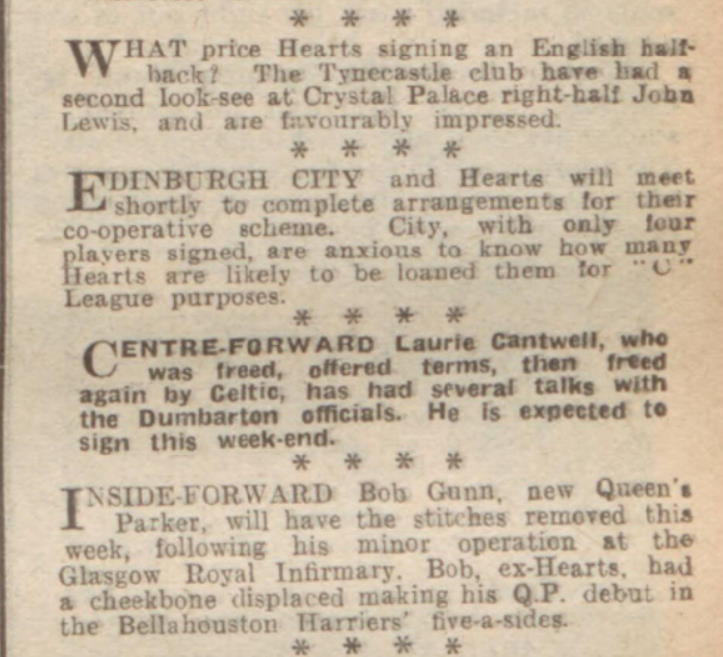 * * * *
WHAT price Hearts signing an English half-
back? The Tynecastle club have had a
second look-see at Crystal Palace right-half John
Lewis, and are favourably impressed.
* * * *
EDINBURGH CITY and Hearts will meet
shortly to complete arrangements for their
co-operative scheme. City, with only four
players signed, are anxious to know how many
Hearts are likely to be loaned them for "C"
League purposes.
* * * *
CENTRE-FORWARD Laurie Cantwell, who
was freed, offered terms, then freed
again by Celtic, has had several talks with
the Dumbarton officials. He is expected to
sign this week-end.
* * * *
INSIDE-FORWARD Bob Gunn, new Queen's
Parker, will have the stitches removed this
week, following his minor operation at the
Glasgow Royal Infirmary. Bob, ex-Hearts, had
a cheekbone displaced making his Q.P. debut in
the Bellahouston Harriers' five-a-sides.
* * * *